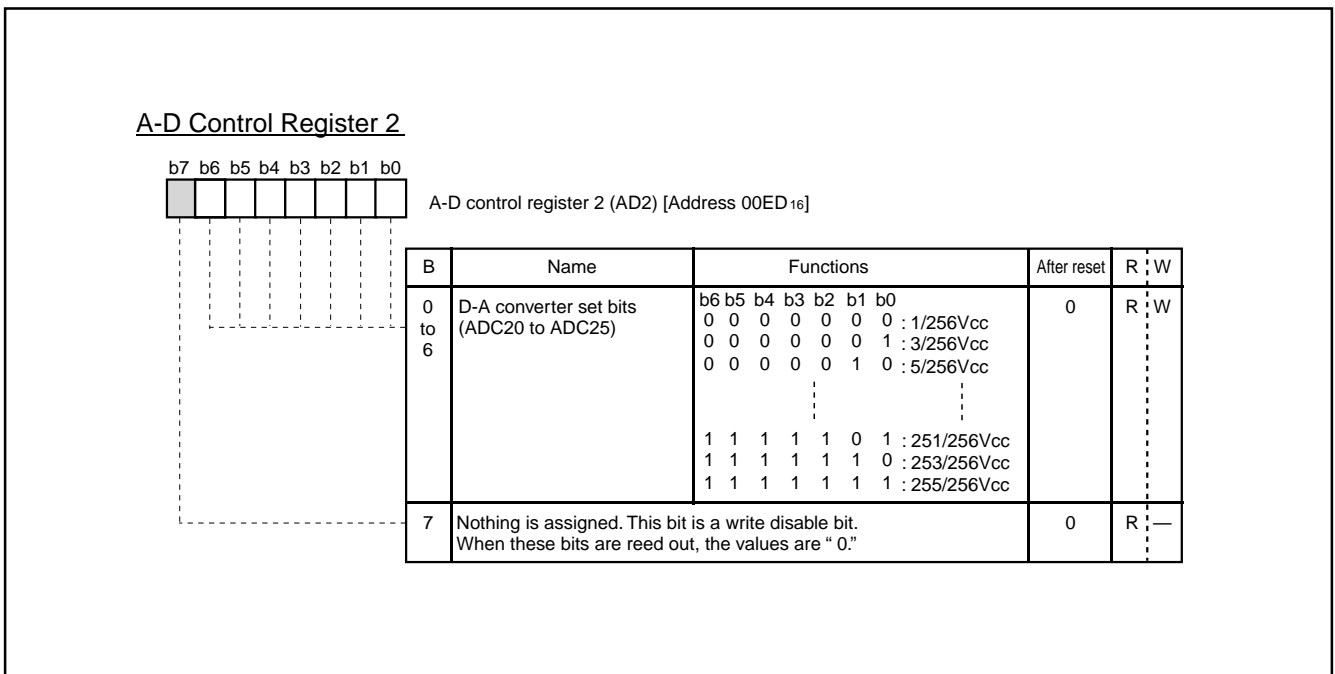 A-D Control Register 2
b7 b6 b5 b4 b3 b2 b1 b0
A-D control register 2 (AD2) [Address 00ED16]
B Name Functions After reset R W
0 to 6
D-A converter set bits
(ADC20 to ADC25)
b6 b5 b4 b3 b2 b1 b0
0 0 0 0 0 0 0 : 1/256Vcc
0 0 0 0 0 0 1 : 3/256Vcc
0 0 0 0 0 1 0 : 5/256Vcc
1 1 1 1 1 0 1 : 251/256Vcc
1 1 1 1 1 1 0 : 253/256Vcc
1 1 1 1 1 1 1 : 255/256Vcc
0 R W
7 Nothing is assigned. This bit is a write disable bit.
When these bits are reed out, the values are “ 0.”
0 R —